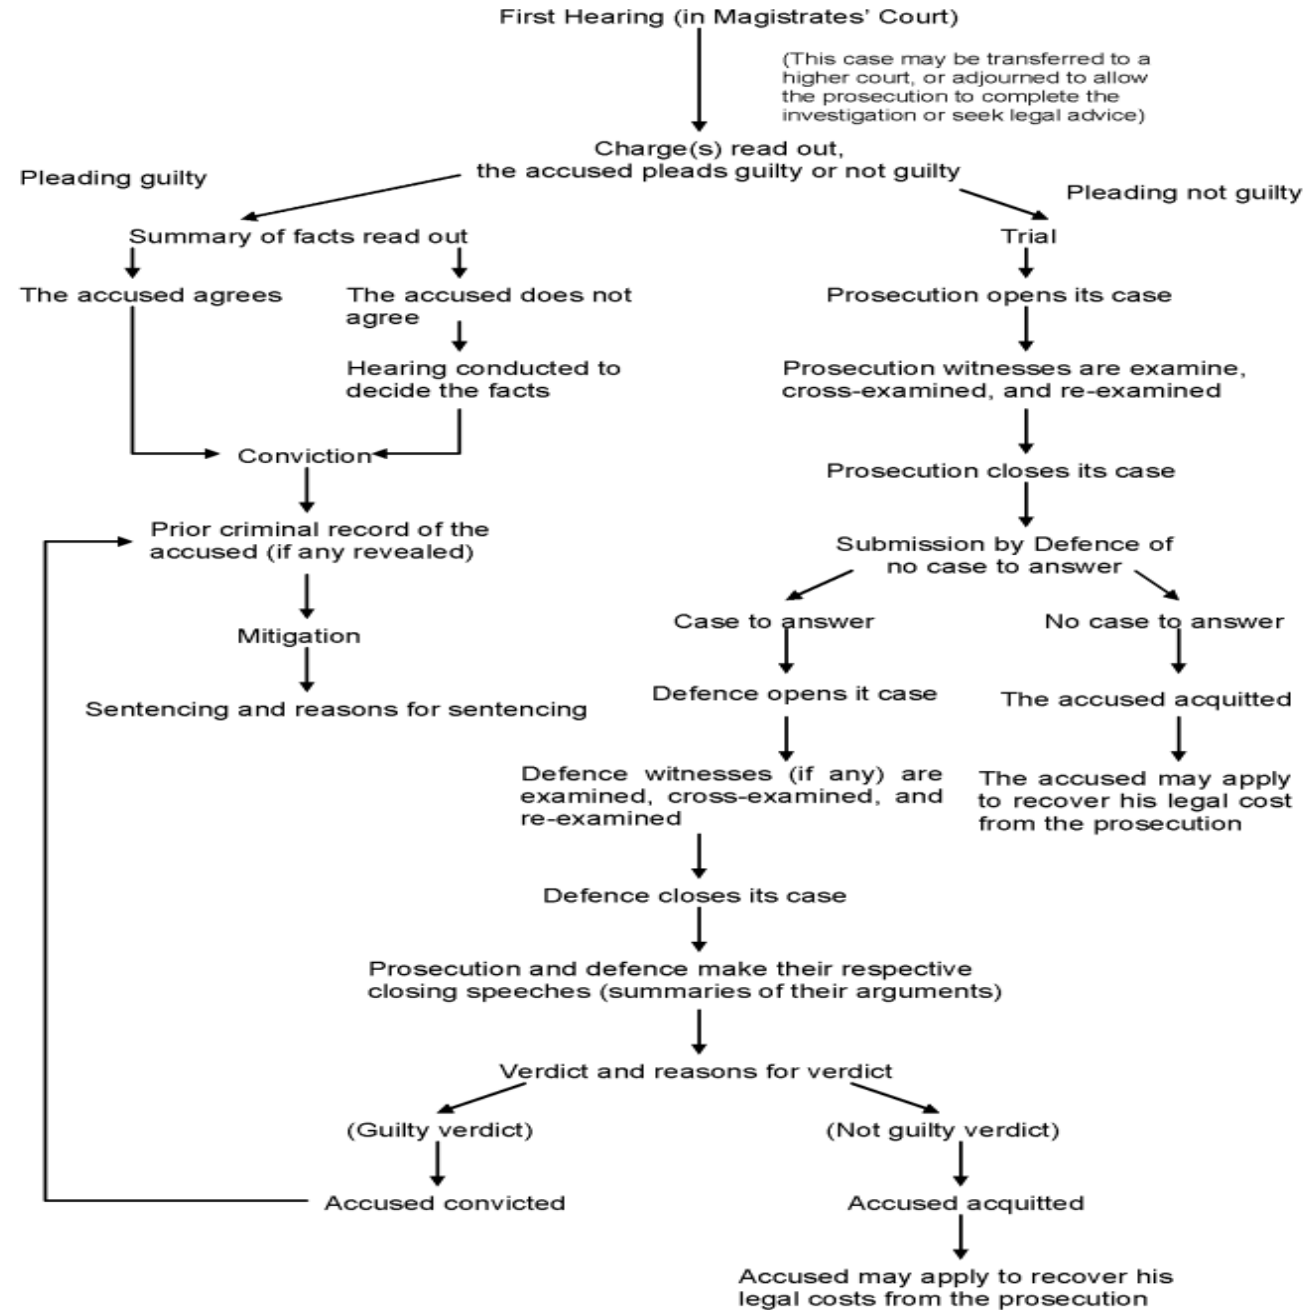 First Hearing (in Magistrates' Court)
(This case may be transferred to a
higher court, or adjourned to allow
the prosecution to complete the
investigation or seek legal advice)
Charge(s) read out,
the accused pleads guilty or not guilty
Pleading guilty
Pleading not guilty
Summary of facts read out
The accused agrees
The accused does not
agree
Hearing conducted to
decide the facts
Conviction
Prior criminal record of the
accused (if any revealed)
Mitigation
Sentencing and reasons for sentencing
Trial
Prosecution opens its case
Prosecution witnesses are examine,
cross-examined, and re-examined
Prosecution closes its case
Submission by Defence of
no case to answer
Case to answer
No case to answer
Defence opens it case
The accused acquitted
Defence witnesses (if any) are
examined, cross-examined, and
re-examined
The accused may apply
to recover his legal cost
from the prosecution
Defence closes its case
Prosecution and defence make their respective
closing speeches (summaries of their arguments)
Verdict and reasons for verdict
(Guilty verdict)
(Not guilty verdict)
Accused convicted
Accused acquitted
Accused may apply to recover his
legal costs from the prosecution